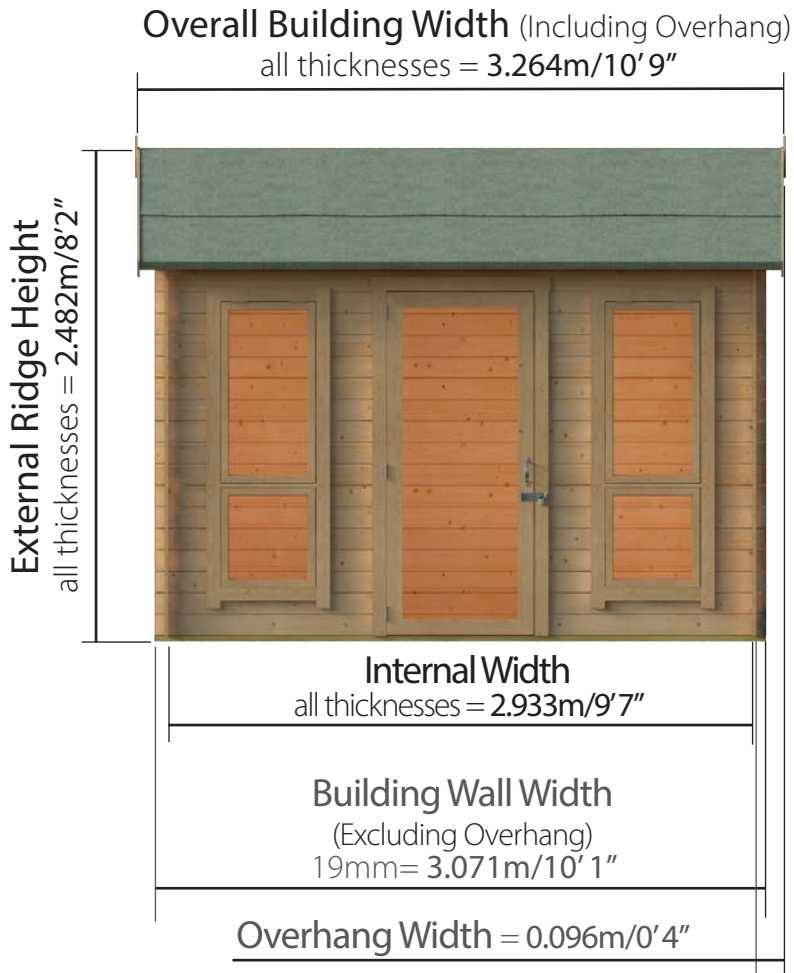 Overall Building Width (Including Overhang)
all thicknesses = 3.264m/10' 9”
External Ridge Height
all thicknesses = 2.482m/8'2”
Internal Width
all thicknesses = 2.933m/9'7”
Building Wall Width
(Excluding Overhang)
19mm= 3.071m/10' 1”
Overhang Width = 0.096m/0'4”